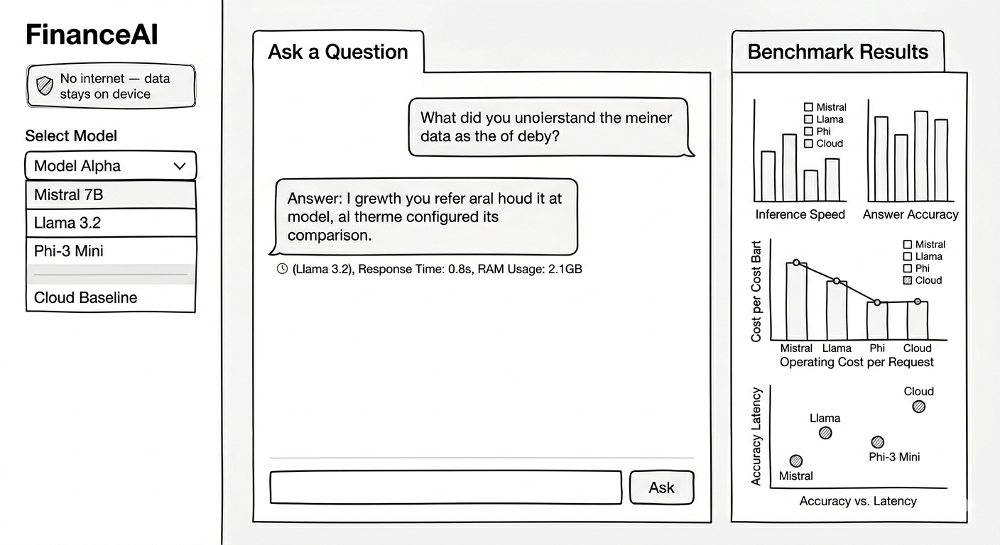 FinanceAI
No internet — data
stays on device
Select Model
Model Alpha
Mistral 7B
Llama 3.2
Phi-3 Mini
Cloud Baseline
Ask a Question
What did you unolerstand the meiner
data as the of deby?
Answer: I grewth you refer aral houd it at
model, al therme configured its
comparison.
(Llama 3.2), Response Time: 0.8s, RAM Usage: 2.1GB
Ask
Benchmark Results
Mistral
Llama
Phi
Cloud
Inference Speed
Answer Accuracy
Cost per Cost Bart
Mistral
Llama
Phi
Cloud
Mistral Llama Phi Cloud
Operating Cost per Request
Accuracy Latency
Cloud
Llama
Phi-3 Mini
Mistral
Accuracy vs. Latency